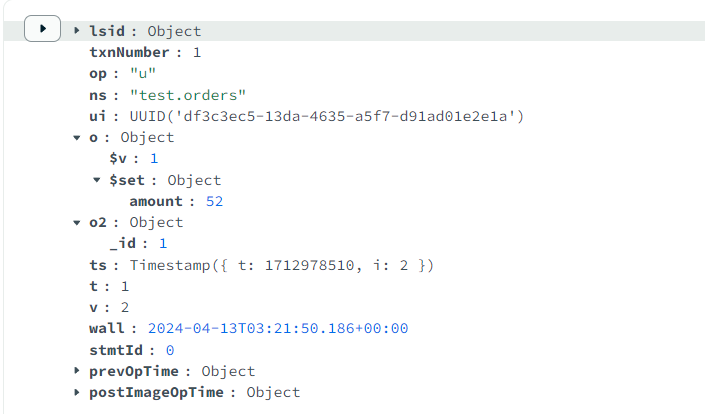 lsid : Object
txnNumber : 1
op : "u"
ns : "test.orders"
ui : UUID('df3c3ec5-13da-4635-a5f7-d91ad01e2e1a')
o : Object
$v : 1
$set : Object
amount : 52
o2 : Object
_id : 1
ts : Timestamp({ t: 1712978510, i: 2 })
t : 1
v : 2
wall : 2024-04-13T03:21:50.186+00:00
stmtId : 0
prevOpTime : Object
postImageOpTime : Object